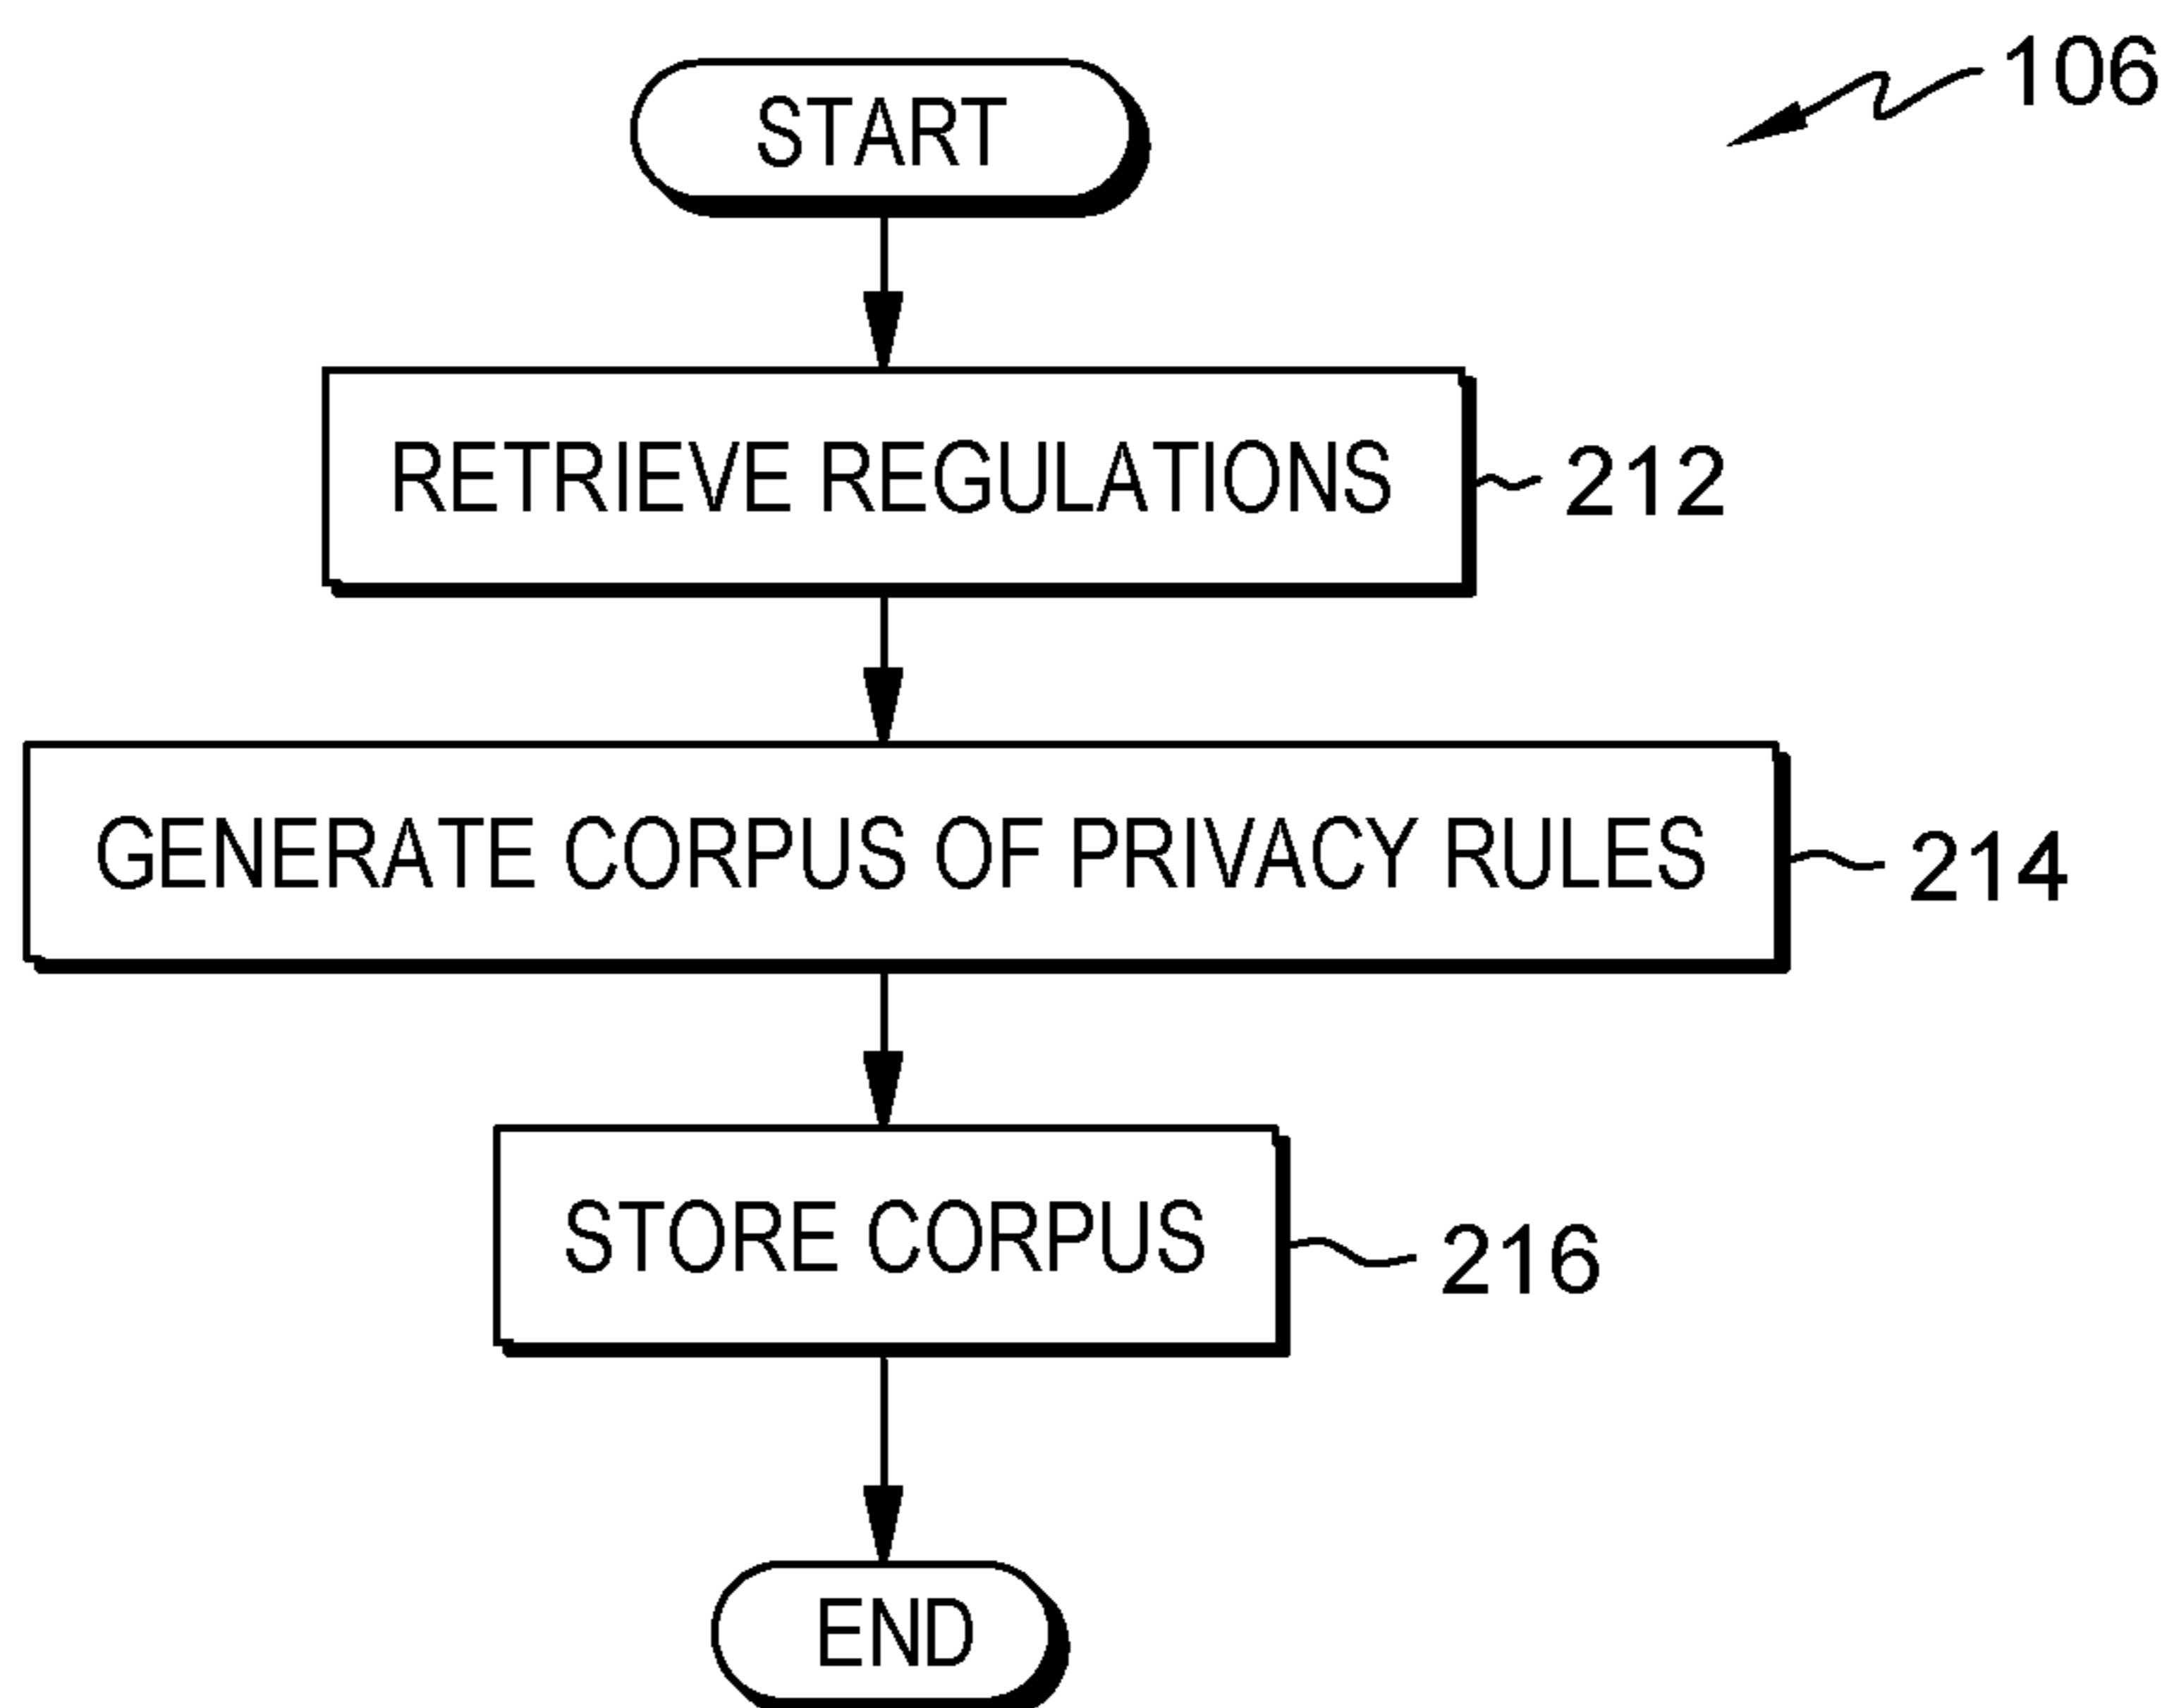 106
START
RETRIEVE REGULATIONS
212
GENERATE CORPUS OF PRIVACY RULES
214
STORE CORPUS
216
END